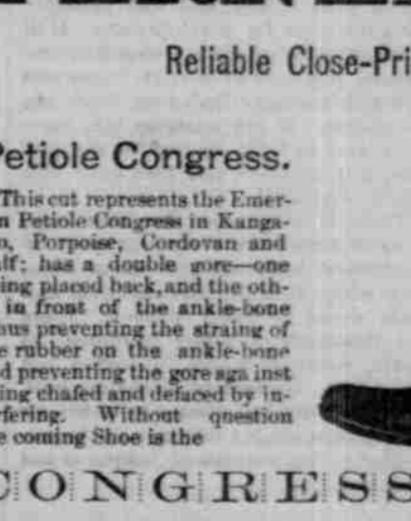 Reliable Close-Pri
Petiole Congress.
This cut represents the Emer-
n Petiole Congress in Kanga-
o, Porpoise, Cordovan and
lf; has a double gore—one
ing placed back, and the oth-
in front of the ankle-bone
hus preventing the straing of
e rubber on the ankle-bone
d preventing the gore aga inst
ing chafed and defaced by in-
fering. Without question
e coming Shoe is the
CONGRESS